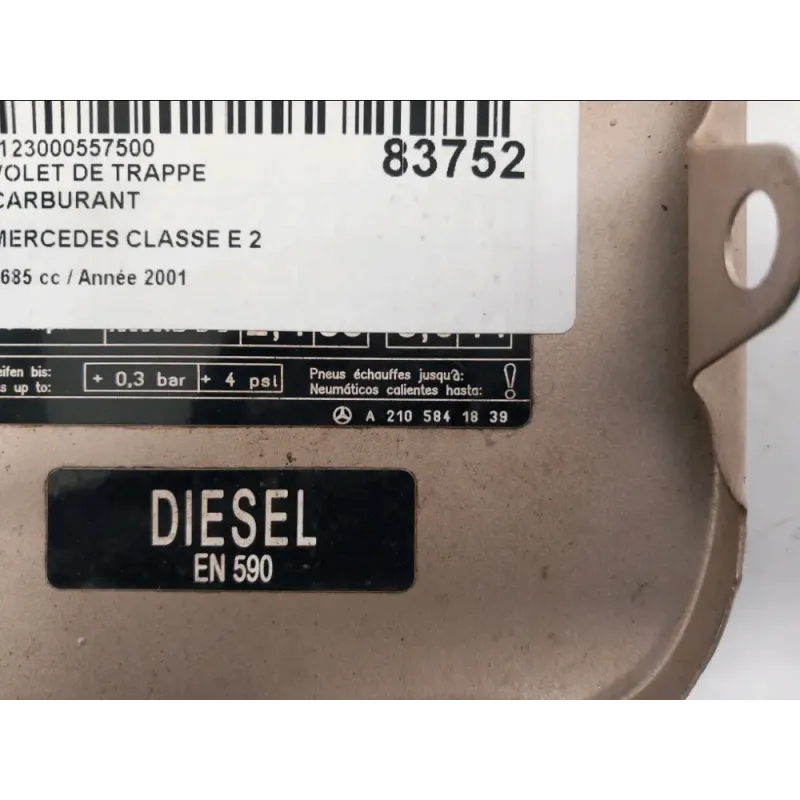 123000557500
83752
VOLET DE TRAPPE
CARBURANT
MERCEDES CLASSE E 2
685 cc / Année 2001
eifen bis:
s up to:
+ 0,3 bar
+ 4 psi
Pneus échauffes jusqu'à:
Neumáticos calientes hasta:
!
A 210 584 18 39
DIESEL
EN 590